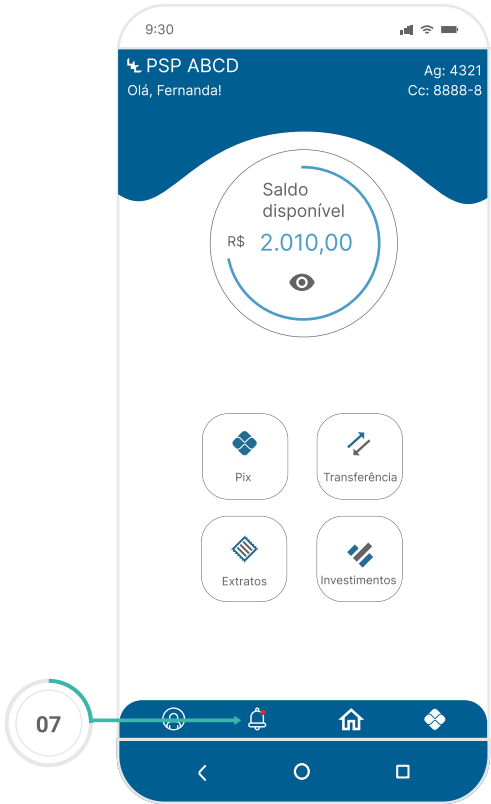 9:30
PSP ABCD
Ag: 4321
Olá, Fernanda!
Cc: 8888-8
Saldo
disponível
R$ 2.010,00
Pix
Transferência
Extratos
Investimentos
07